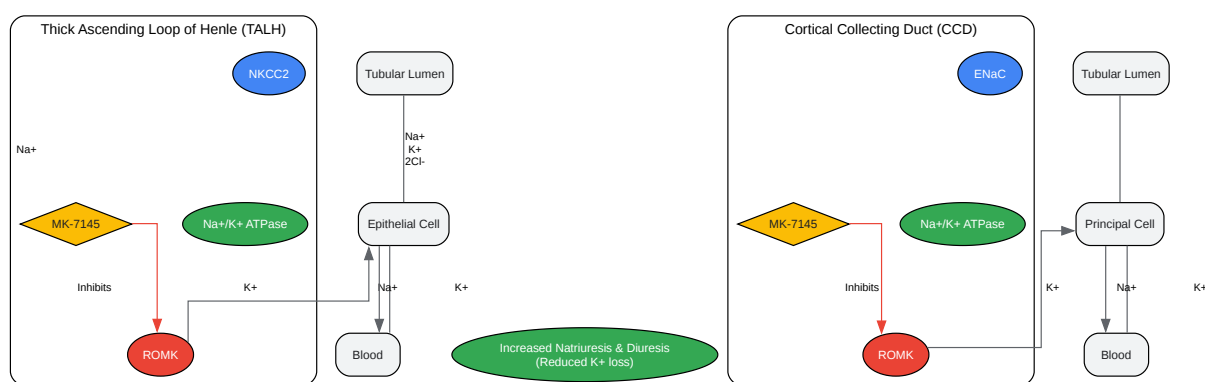 Thick Ascending Loop of Henle (TALH)
NKCC2
Tubular Lumen
Na+
K+
2Cl-
Na+
MK-7145
Na+/K+ ATPase
Epithelial Cell
Inhibits
K+
Na+
K+
ROMK
Blood
Increased Natriuresis & Diuresis
(Reduced K+ loss)
Cortical Collecting Duct (CCD)
ENaC
Tubular Lumen
MK-7145
Na+/K+ ATPase
Principal Cell
Inhibits
K+
Na+
K+
ROMK
Blood